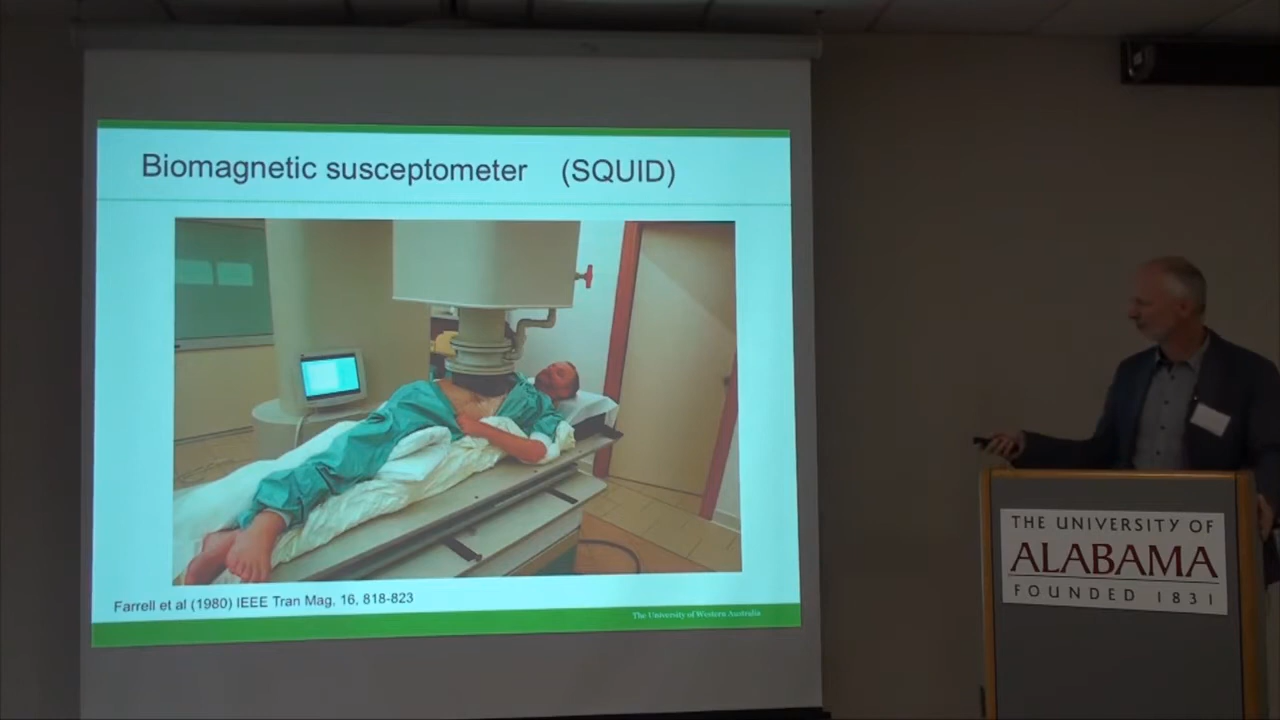 Biomagnetic susceptometer (SQUID)
Farrell et al (1980) IEEE Tran Mag, 16, 818-823
The University of Western Australia
THE UNIVERSITY OF
ALABAMA
FOUNDED 1831